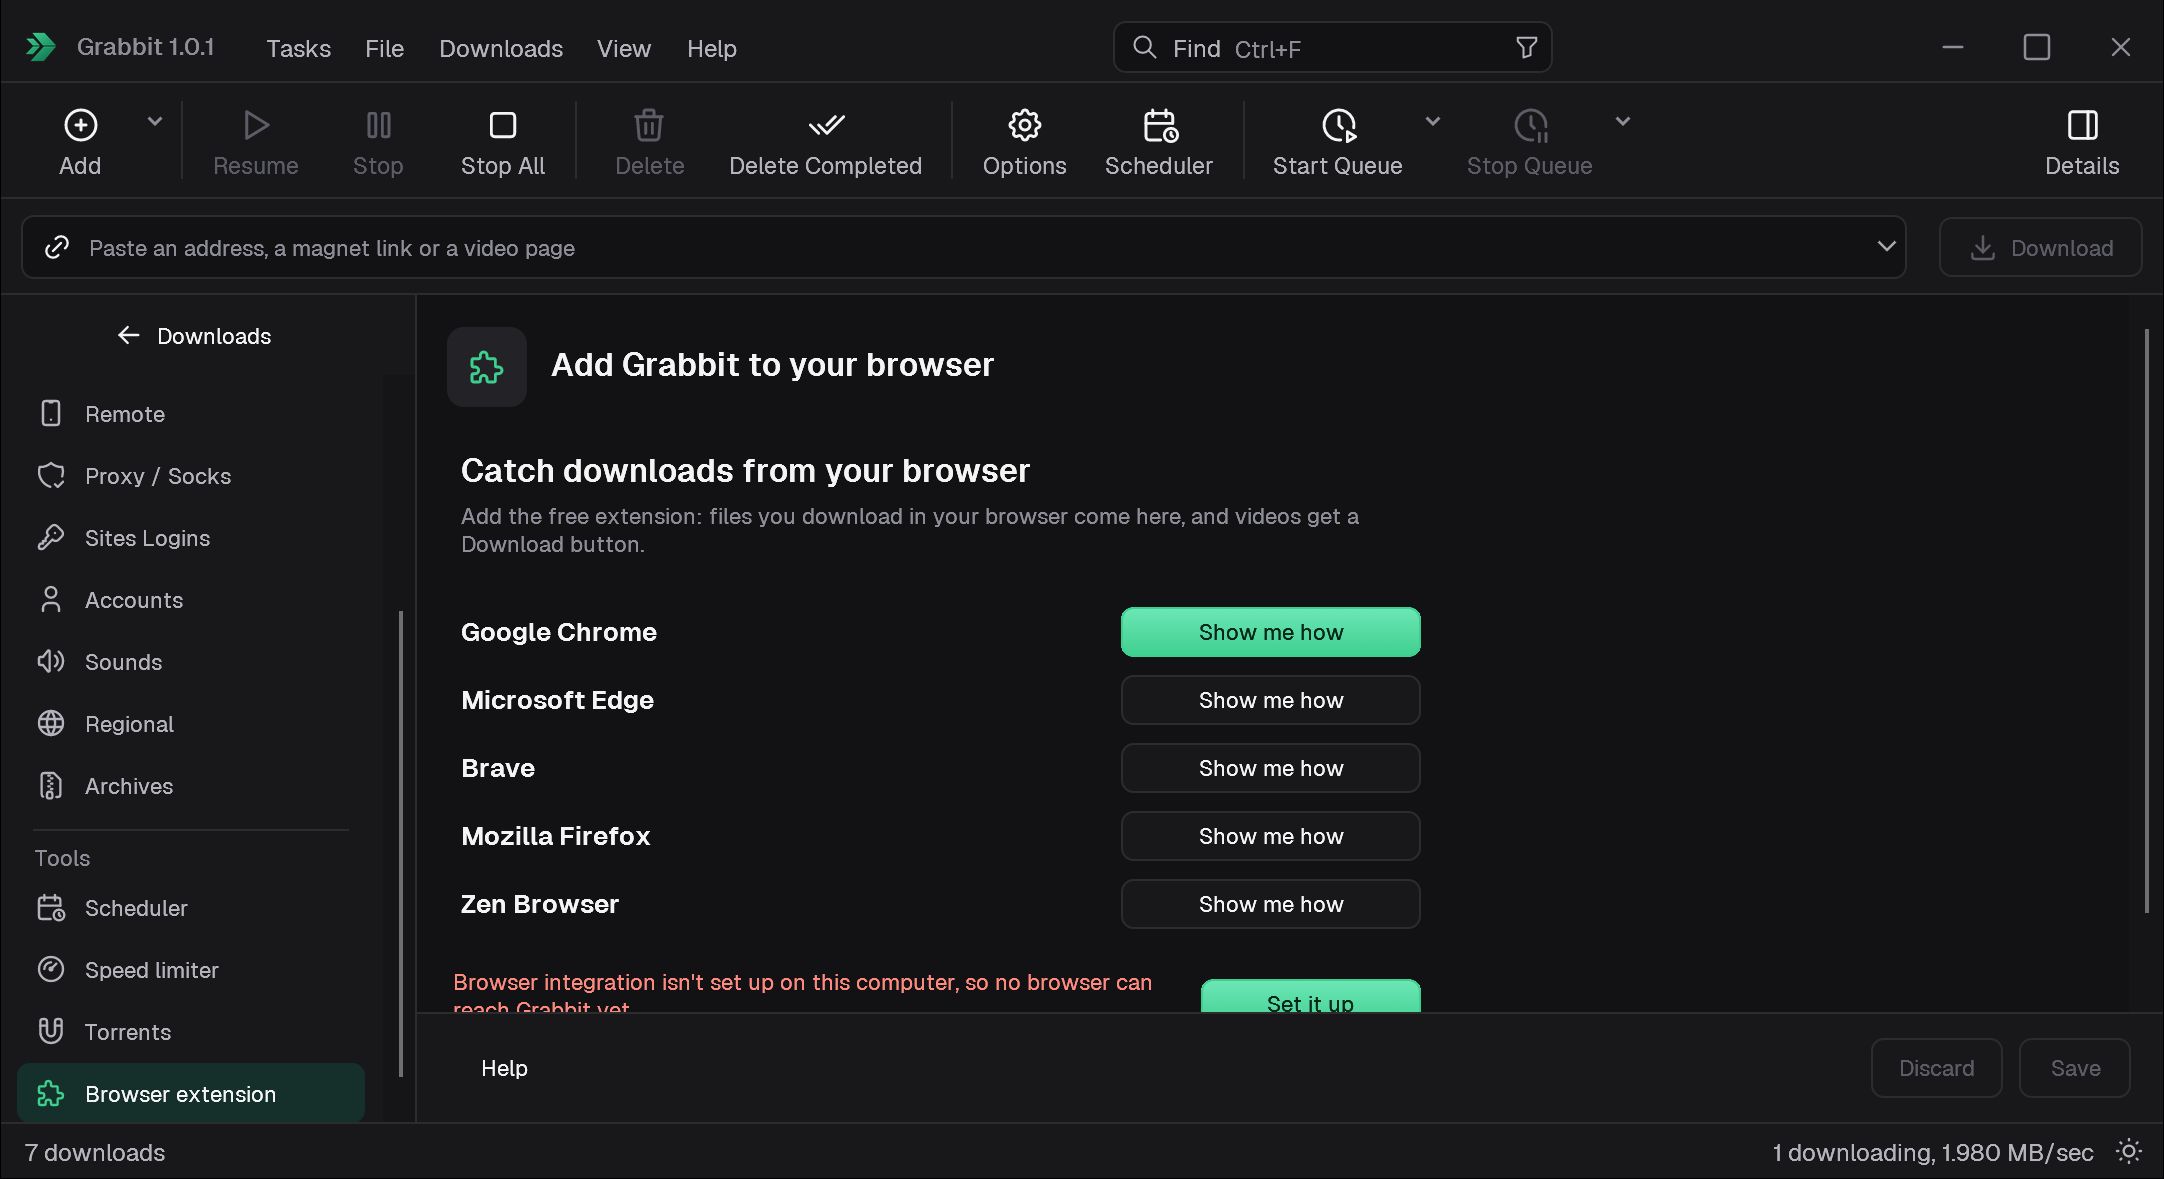 Grabbit 1.0.1
Tasks File Downloads View Help
Find Ctrl+F
Add
Resume
Stop
Stop All
Delete
Delete Completed
Options
Scheduler
Start Queue
Stop Queue
Details
Paste an address, a magnet link or a video page
Download
Downloads
Remote
Proxy / Socks
Sites Logins
Accounts
Sounds
Regional
Archives
Tools
Scheduler
Speed limiter
Torrents
Browser extension
Add Grabbit to your browser
Catch downloads from your browser
Add the free extension: files you download in your browser come here, and videos get a
Download button.
Google Chrome Show me how
Microsoft Edge Show me how
Brave Show me how
Mozilla Firefox Show me how
Zen Browser Show me how
Browser integration isn't set up on this computer, so no browser can
reach Grabbit yet
Set it up
Help
Discard
Save
7 downloads
1 downloading, 1.980 MB/sec